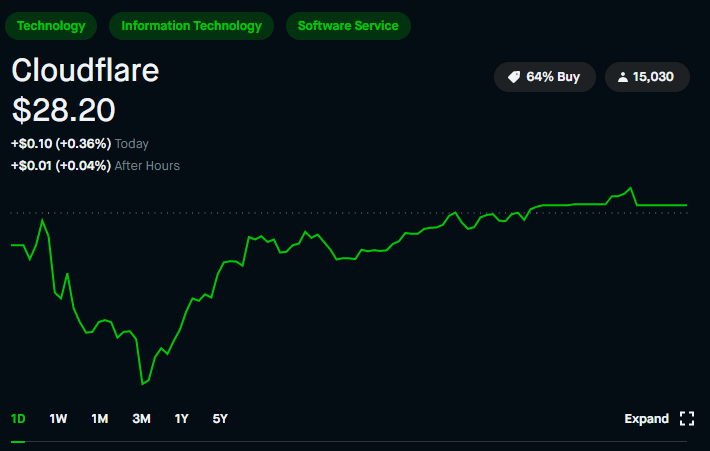 Technology Information Technology Software Service
Cloudflare
64% Buy 15,030
$28.20
+$0.10 (+0.36%) Today
+$0.01 (+0.04%) After Hours
1D 1W 1M 3M 1Y 5Y Expand